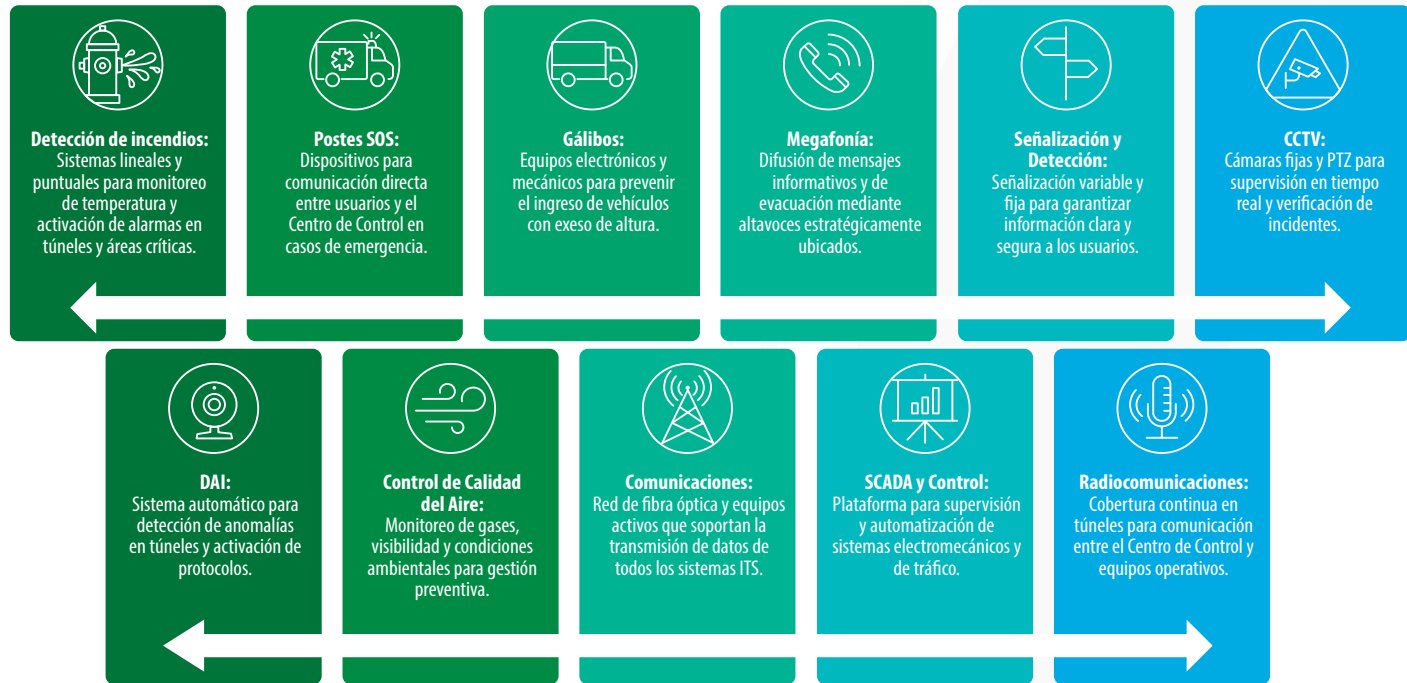 Detección de incendios:
Sistemas lineales y
puntuales para monitoreo
de temperatura y
activación de alarmas en
túneles y áreas críticas.
Postes SOS:
Dispositivos para
comunicación directa
entre usuarios y el
Centro de Control en
casos de emergencia.
Gálibos:
Equipos electrónicos y
mecánicos para prevenir
el ingreso de vehículos
con exeso de altura.
Megafonía:
Difusión de mensajes
informativos y de
evacuación mediante
altavoces estratégicamente
ubicados.
Señalización y
Detección:
Señalización variable y
fija para garantizar
información clara y
segura a los usuarios.
CCTV:
Cámaras fijas y PTZ para
supervisión en tiempo
real y verificación de
incidentes.
DAI:
Sistema automático para
detección de anomalías
en túneles y activación de
protocolos.
Control de Calidad
del Aire:
Monitoreo de gases,
visibilidad y condiciones
ambientales para gestión
preventiva.
Comunicaciones:
Red de fibra óptica y equipos
activos que soportan la
transmisión de datos de
todos los sistemas ITS.
SCADA y Control:
Plataforma para supervisión
y automatización de
sistemas electromecánicos y
de tráfico.
Radiocomunicaciones:
Cobertura continua en
túneles para comunicación
entre el Centro de Control y
equipos operativos.